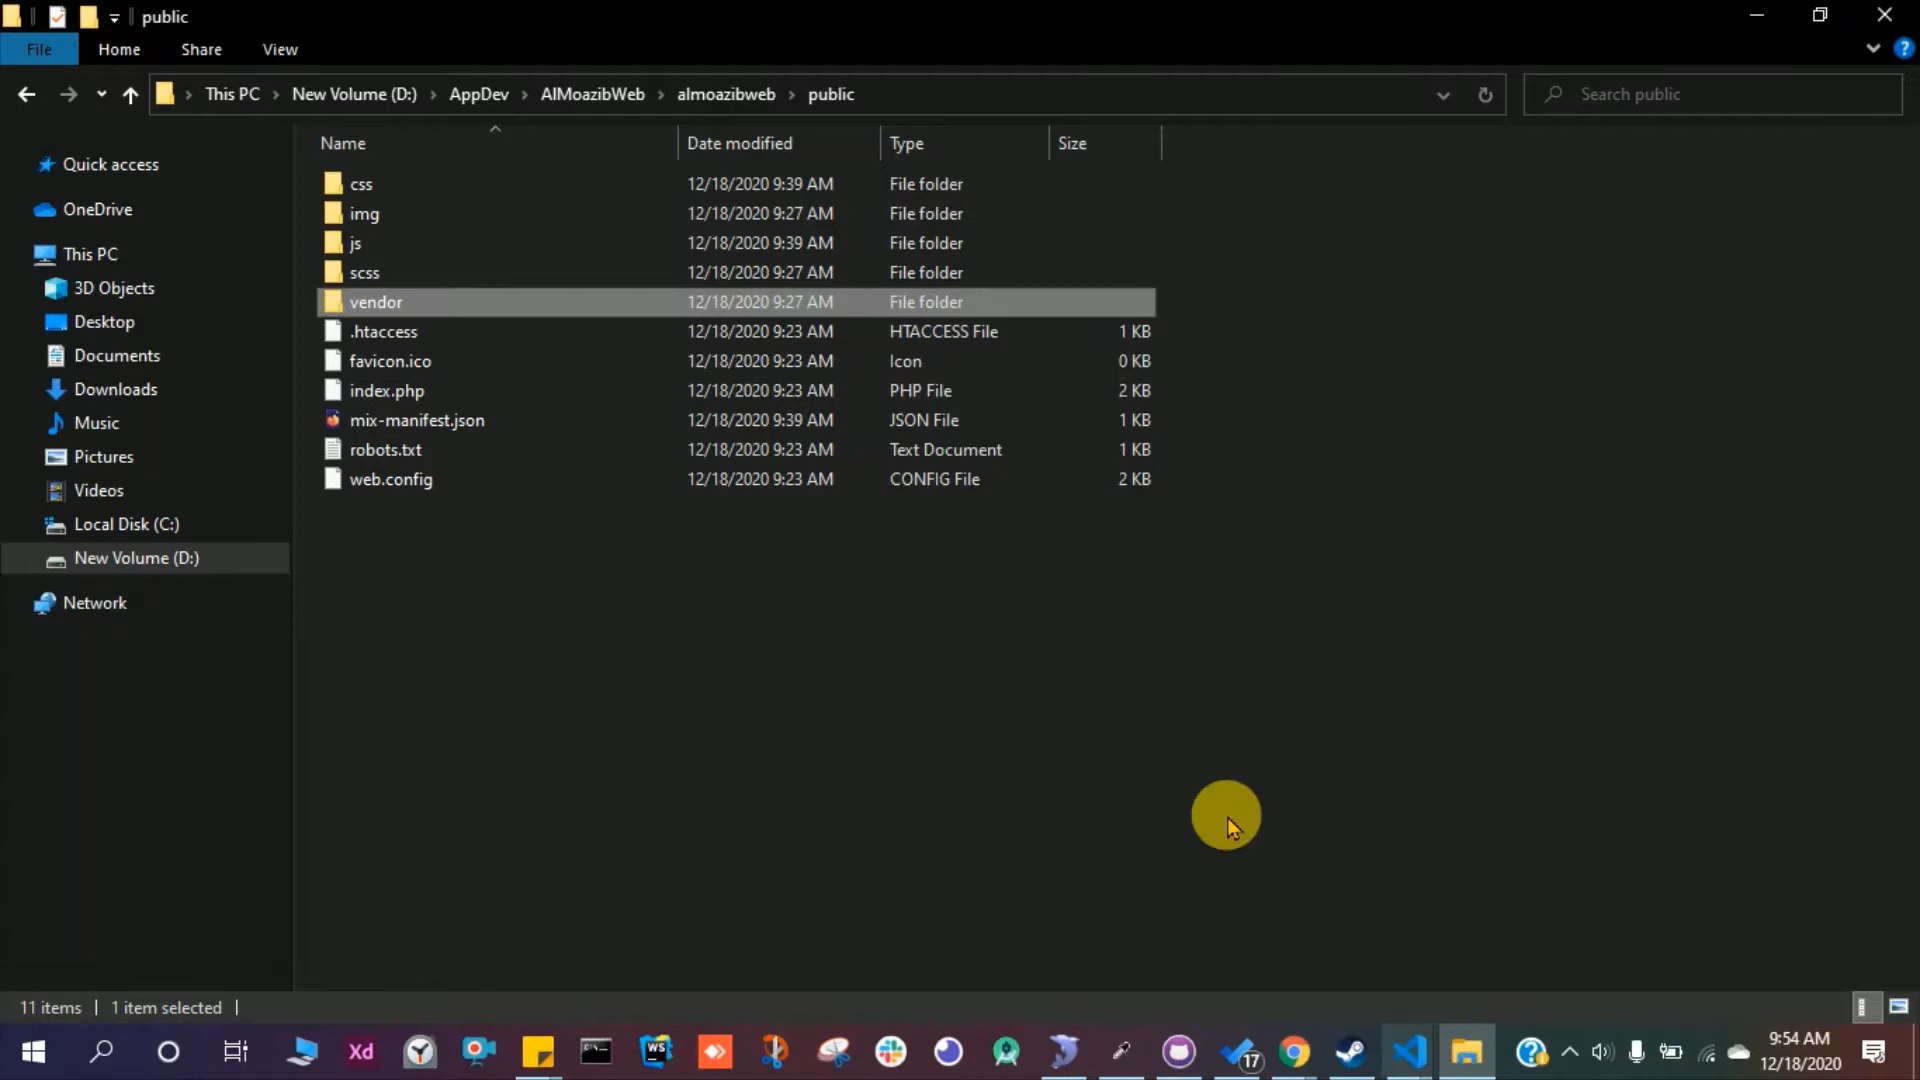 public
File Home Share View
This PC › New Volume (D:) › AppDev › AlMoazibWeb › almoazibweb › public
Search public
Quick access
OneDrive
This PC
3D Objects
Desktop
Documents
Downloads
Music
Pictures
Videos
Local Disk (C:)
New Volume (D:)
Network
Name Date modified Type Size
css 12/18/2020 9:39 AM File folder
img 12/18/2020 9:27 AM File folder
js 12/18/2020 9:39 AM File folder
scss 12/18/2020 9:27 AM File folder
vendor 12/18/2020 9:27 AM File folder
.htaccess 12/18/2020 9:23 AM HTACCESS File 1 KB
favicon.ico 12/18/2020 9:23 AM Icon 0 KB
index.php 12/18/2020 9:23 AM PHP File 2 KB
mix-manifest.json 12/18/2020 9:39 AM JSON File 1 KB
robots.txt 12/18/2020 9:23 AM Text Document 1 KB
web.config 12/18/2020 9:23 AM CONFIG File 2 KB
11 items | 1 item selected |
Xd WS 17
9:54 AM
12/18/2020